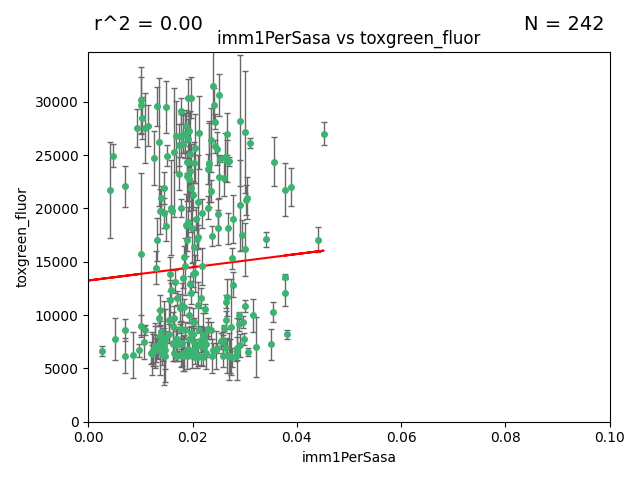 r^2 = 0.00
N = 242
imm1PerSasa vs toxgreen_fluor
30000
25000
20000
15000
10000
5000
0
toxgreen_fluor
0.00
0.02
0.04
0.06
0.08
0.10
imm1PerSasa